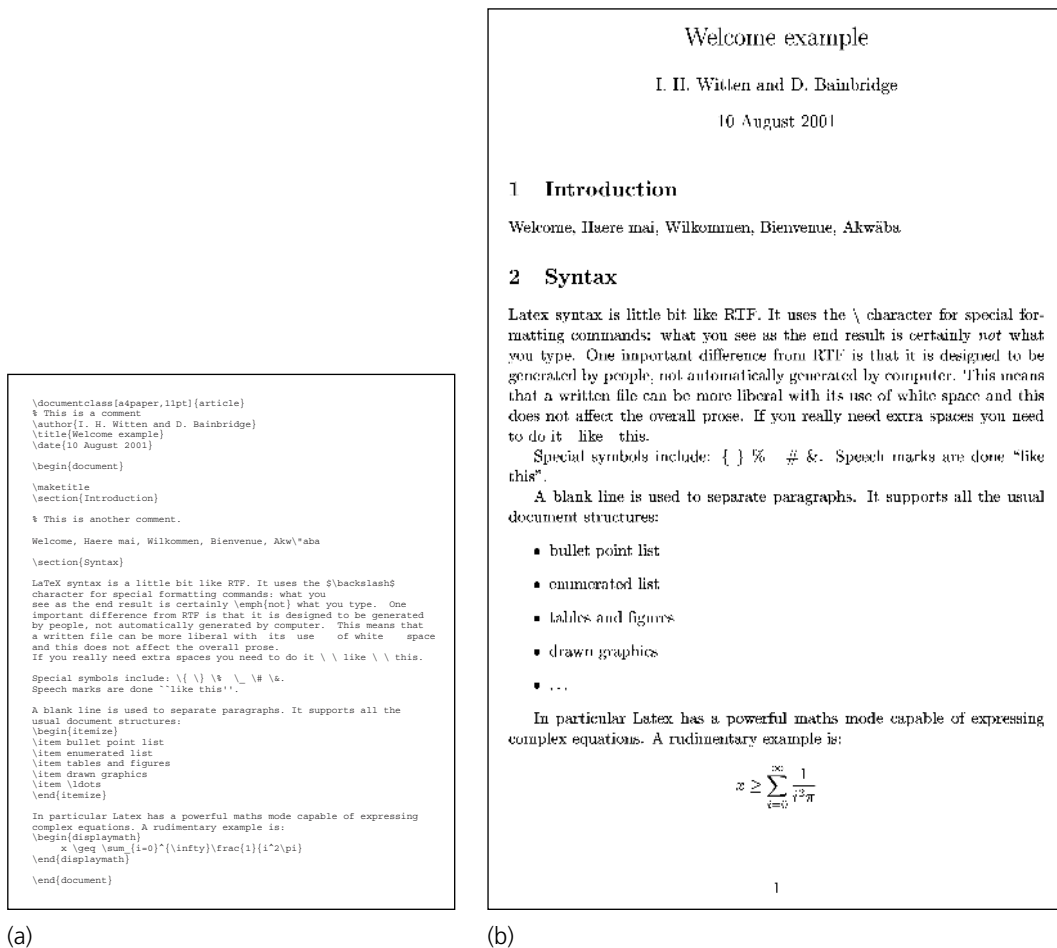 \documentclass[a4paper,11pt]{article}
% This is a comment
\author{I. H. Witten and D. Bainbridge}
\title{Welcome example}
\date{10 August 2001}
\begin{document}
\maketitle
\section{Introduction}
% This is another comment.
Welcome, Haere mai, Wilkommen, Bienvenue, Akw\"aba
\section{Syntax}
LaTeX syntax is a little bit like RTF. It uses the $\backslash$
character for special formatting commands: what you
see as the end result is certainly \emph{not} what you type.  One
important difference from RTF is that it is designed to be generated
by people, not automatically generated by computer.  This means that
a written file can be more liberal with  its  use   of white    space
and this does not affect the overall prose.
If you really need extra spaces you need to do it \ \ like \ \ this.
Special symbols include: \{ \} \%  \_ \# \&.
Speech marks are done ``like this''.
A blank line is used to separate paragraphs. It supports all the
usual document structures:
\begin{itemize}
\item bullet point list
\item enumerated list
\item tables and figures
\item drawn graphics
\item \ldots
\end{itemize}
In particular Latex has a powerful maths mode capable of expressing
complex equations. A rudimentary example is:
\begin{displaymath}
     x \geq \sum_{i=0}^{\infty}\frac{1}{i^2\pi}
\end{displaymath}
\end{document}
(a)
Welcome example
I. H. Witten and D. Bainbridge
10 August 2001
1 Introduction
Welcome, Haere mai, Wilkommen, Bienvenue, Akwäba
2 Syntax
Latex syntax is little bit like RTF. It uses the \ character for special for-
matting commands: what you see as the end result is certainly not what
you type. One important difference from RTF is that it is designed to be
generated by people, not automatically generated by computer. This means
that a written file can be more liberal with its use of white space and this
does not affect the overall prose. If you really need extra spaces you need
to do it  like  this.
Special symbols include: { } %   # &. Speech marks are done “like
this”.
A blank line is used to separate paragraphs. It supports all the usual
document structures:
• bullet point list
• enumerated list
• tables and figures
• drawn graphics
• ...
In particular Latex has a powerful maths mode capable of expressing
complex equations. A rudimentary example is:
x ≥ ∑_{i=0}^{∞} 1/(i²π)
1
(b)